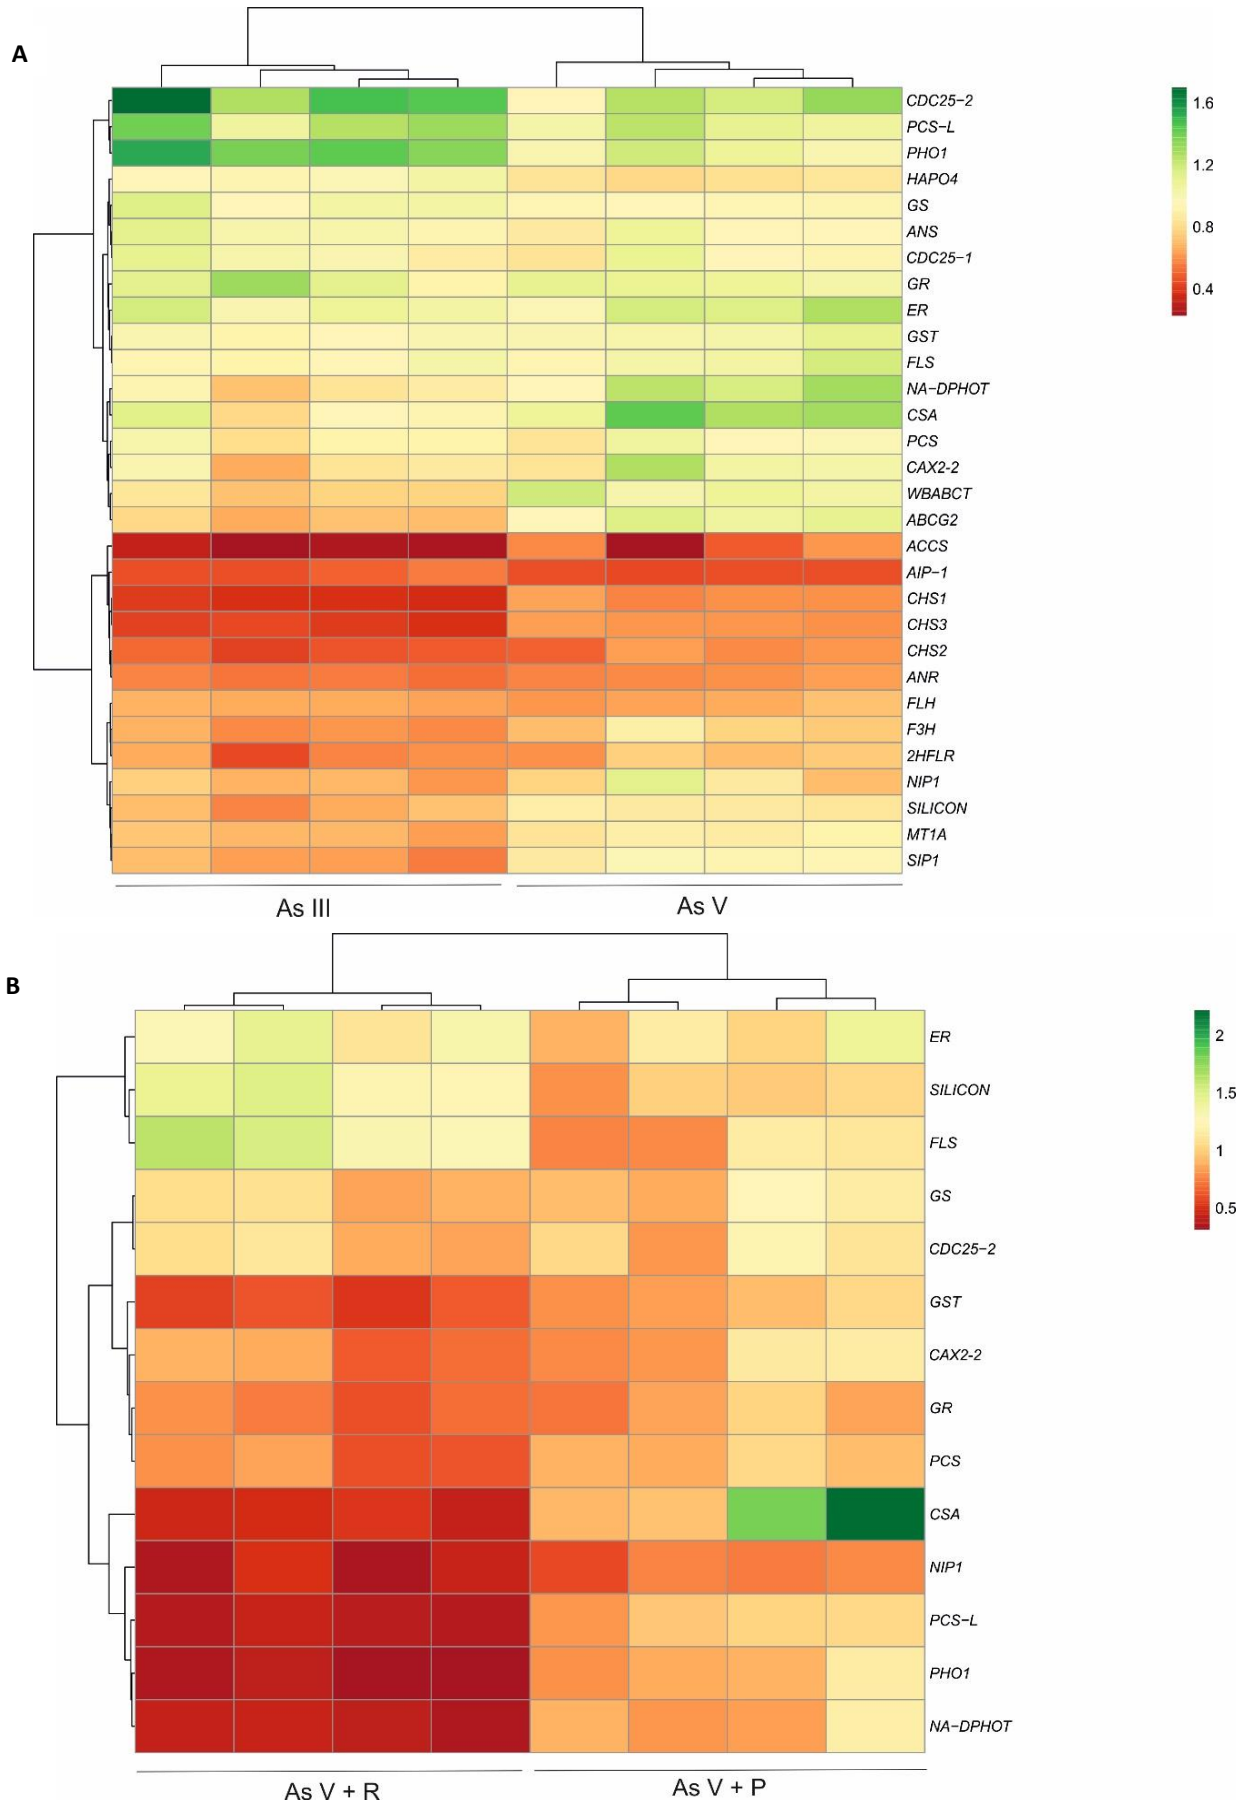 A
CDC25−2
PCS−L
PHO1
HAPO4
GS
ANS
CDC25−1
GR
ER
GST
FLS
NA−DPHOT
CSA
PCS
CAX2-2
WBABCT
ABCG2
ACCS
AIP−1
CHS1
CHS3
CHS2
ANR
FLH
F3H
2HFLR
NIP1
SILICON
MT1A
SIP1
1.6
1.2
0.8
0.4
As III
As V
B
ER
SILICON
FLS
GS
CDC25−2
GST
CAX2-2
GR
PCS
CSA
NIP1
PCS−L
PHO1
NA−DPHOT
2
1.5
1
0.5
As V + R
As V + P